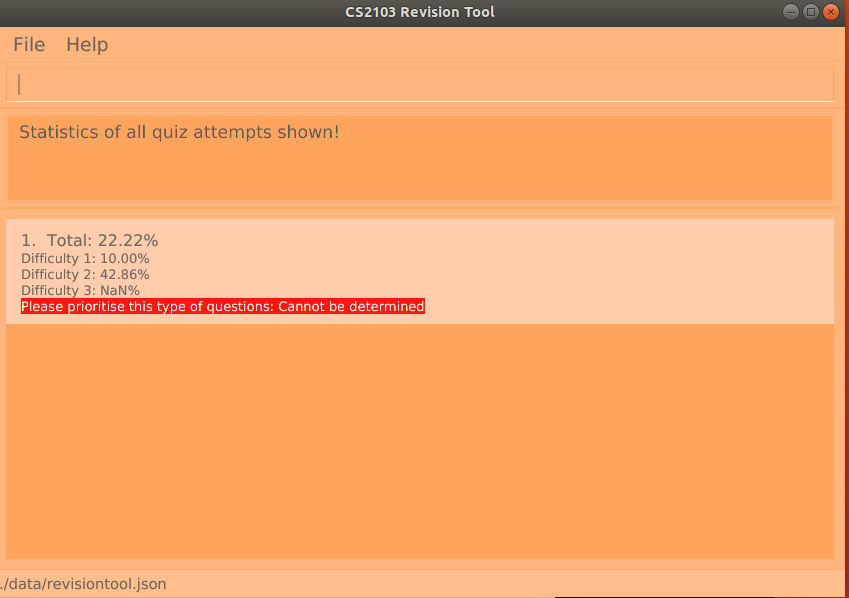 CS2103 Revision Tool
File Help
Statistics of all quiz attempts shown!
1. Total: 22.22%
Difficulty 1: 10.00%
Difficulty 2: 42.86%
Difficulty 3: NaN%
Please prioritise this type of questions: Cannot be determined
./data/revisiontool.json